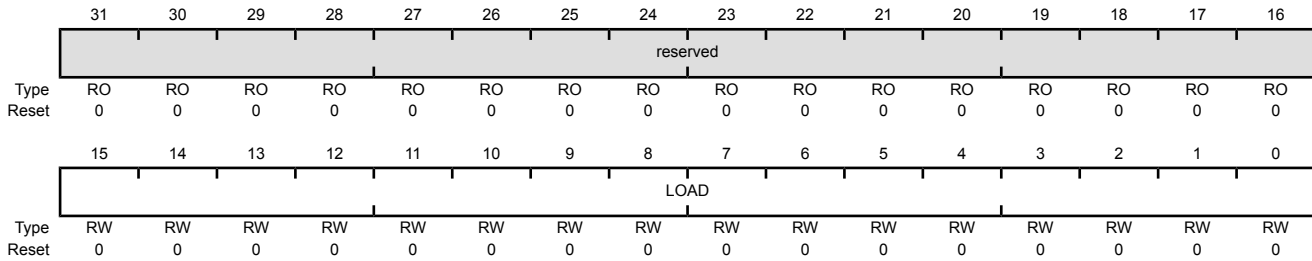 31 30 29 28 27 26 25 24 23 22 21 20 19 18 17 16
reserved
Type RO RO RO RO RO RO RO RO RO RO RO RO RO RO RO RO
Reset 0 0 0 0 0 0 0 0 0 0 0 0 0 0 0 0
15 14 13 12 11 10 9 8 7 6 5 4 3 2 1 0
LOAD
Type RW RW RW RW RW RW RW RW RW RW RW RW RW RW RW RW
Reset 0 0 0 0 0 0 0 0 0 0 0 0 0 0 0 0